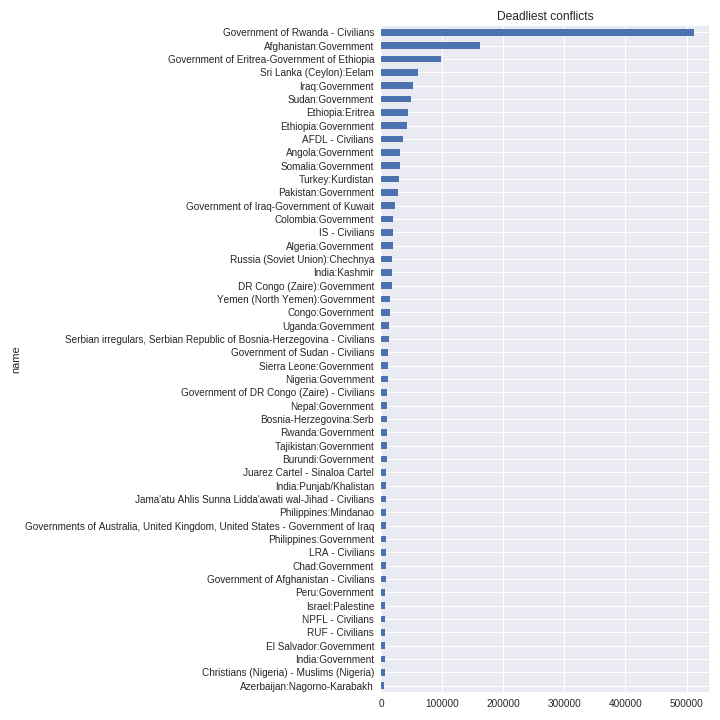 Deadliest conflicts
Government of Rwanda - Civilians
Afghanistan:Government
Government of Eritrea-Government of Ethiopia
Sri Lanka (Ceylon):Eelam
Iraq:Government
Sudan:Government
Ethiopia:Eritrea
Ethiopia:Government
AFDL - Civilians
Angola:Government
Somalia:Government
Turkey:Kurdistan
Pakistan:Government
Government of Iraq-Government of Kuwait
Colombia:Government
IS - Civilians
Algeria:Government
Russia (Soviet Union):Chechnya
India:Kashmir
DR Congo (Zaire):Government
Yemen (North Yemen):Government
Congo:Government
Uganda:Government
Serbian irregulars, Serbian Republic of Bosnia-Herzegovina - Civilians
Government of Sudan - Civilians
Sierra Leone:Government
Nigeria:Government
Government of DR Congo (Zaire) - Civilians
Nepal:Government
Bosnia-Herzegovina:Serb
Rwanda:Government
Tajikistan:Government
Burundi:Government
Juarez Cartel - Sinaloa Cartel
India:Punjab/Khalistan
Jama'atu Ahlis Sunna Lidda'awati wal-Jihad - Civilians
Philippines:Mindanao
Governments of Australia, United Kingdom, United States - Government of Iraq
Philippines:Government
LRA - Civilians
Chad:Government
Government of Afghanistan - Civilians
Peru:Government
Israel:Palestine
NPFL - Civilians
RUF - Civilians
El Salvador:Government
India:Government
Christians (Nigeria) - Muslims (Nigeria)
Azerbaijan:Nagorno-Karabakh
name
0 100000 200000 300000 400000 500000